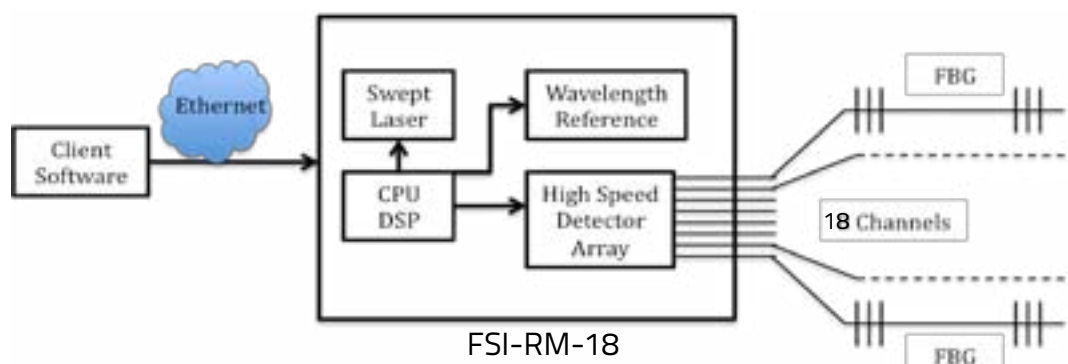 FBG
Ethernet
Swept
Laser
Wavelength
Reference
Client
Software
CPU
DSP
High Speed
Detector
Array
18 Channels
FSI-RM-18
FBG